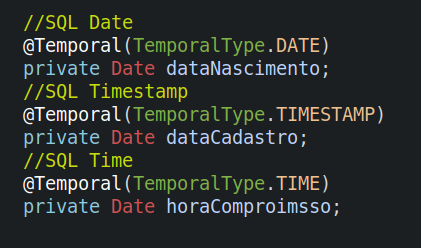 //SQL Date
@Temporal(TemporalType.DATE)
private Date dataNascimento;
//SQL Timestamp
@Temporal(TemporalType.TIMESTAMP)
private Date dataCadastro;
//SQL Time
@Temporal(TemporalType.TIME)
private Date horaComproimsso;